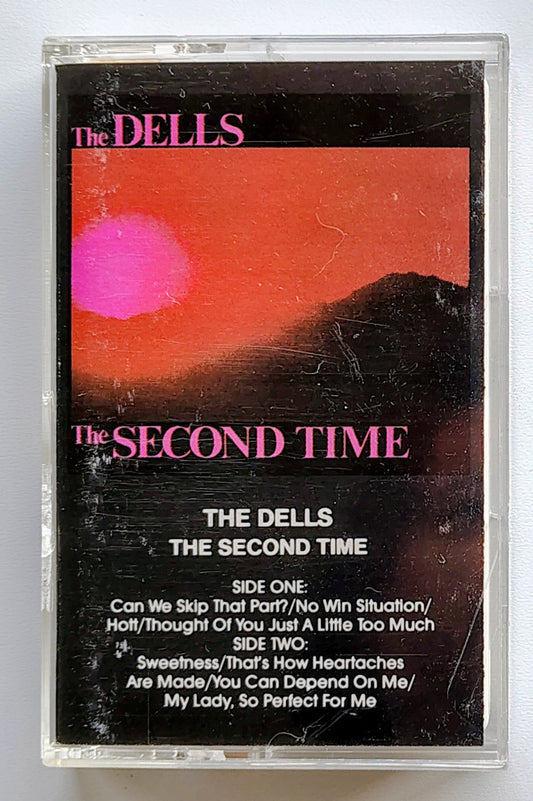 The DELLS
The SECOND TIME
THE DELLS
THE SECOND TIME
SIDE ONE:
Can We Skip That Part?/No Win Situation/
Hott/Thought Of You Just A Little Too Much
SIDE TWO:
Sweetness/That's How Heartaches
Are Made/You Can Depend On Me/
My Lady, So Perfect For Me